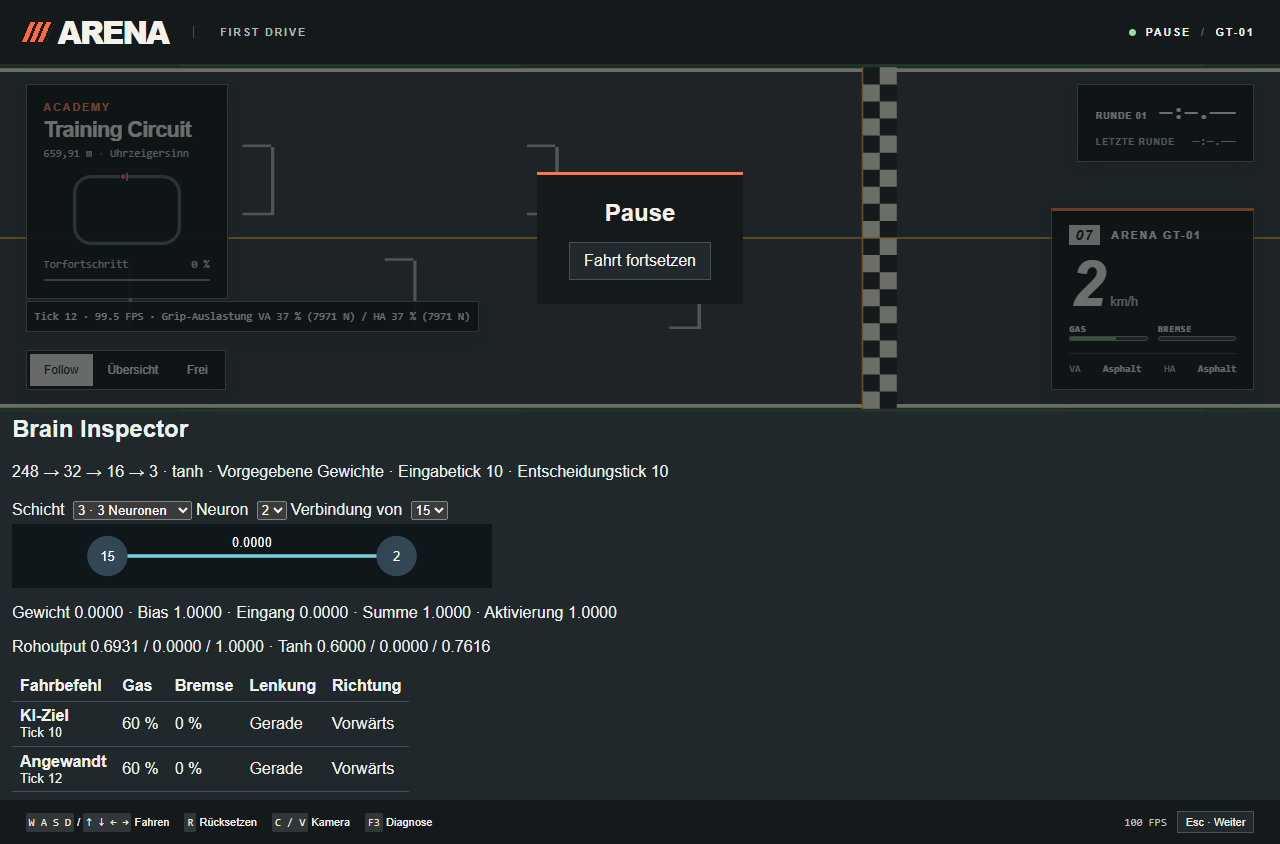 /// ARENA
FIRST DRIVE
PAUSE / GT-01
ACADEMY
Training Circuit
659,91 m · Uhrzeigersinn
Torfortschritt 0 %
Tick 12 · 99.5 FPS · Grip-Auslastung VA 37 % (7971 N) / HA 37 % (7971 N)
Follow Übersicht Frei
Pause
Fahrt fortsetzen
RUNDE 01 —:——.——
LETZTE RUNDE —:——.——
07 ARENA GT-01
2 km/h
GAS BREMSE
VA Asphalt HA Asphalt
Brain Inspector
248 → 32 → 16 → 3 · tanh · Vorgegebene Gewichte · Eingabetick 10 · Entscheidungstick 10
Schicht 3 · 3 Neuronen Neuron 2 Verbindung von 15
0.0000
15 2
Gewicht 0.0000 · Bias 1.0000 · Eingang 0.0000 · Summe 1.0000 · Aktivierung 1.0000
Rohoutput 0.6931 / 0.0000 / 1.0000 · Tanh 0.6000 / 0.0000 / 0.7616
Fahrbefehl Gas Bremse Lenkung Richtung
KI-Ziel
Tick 10
60 % 0 % Gerade Vorwärts
Angewandt
Tick 12
60 % 0 % Gerade Vorwärts
W A S D / ↑ ↓ ← → Fahren R Rücksetzen C / V Kamera F3 Diagnose
100 FPS Esc · Weiter